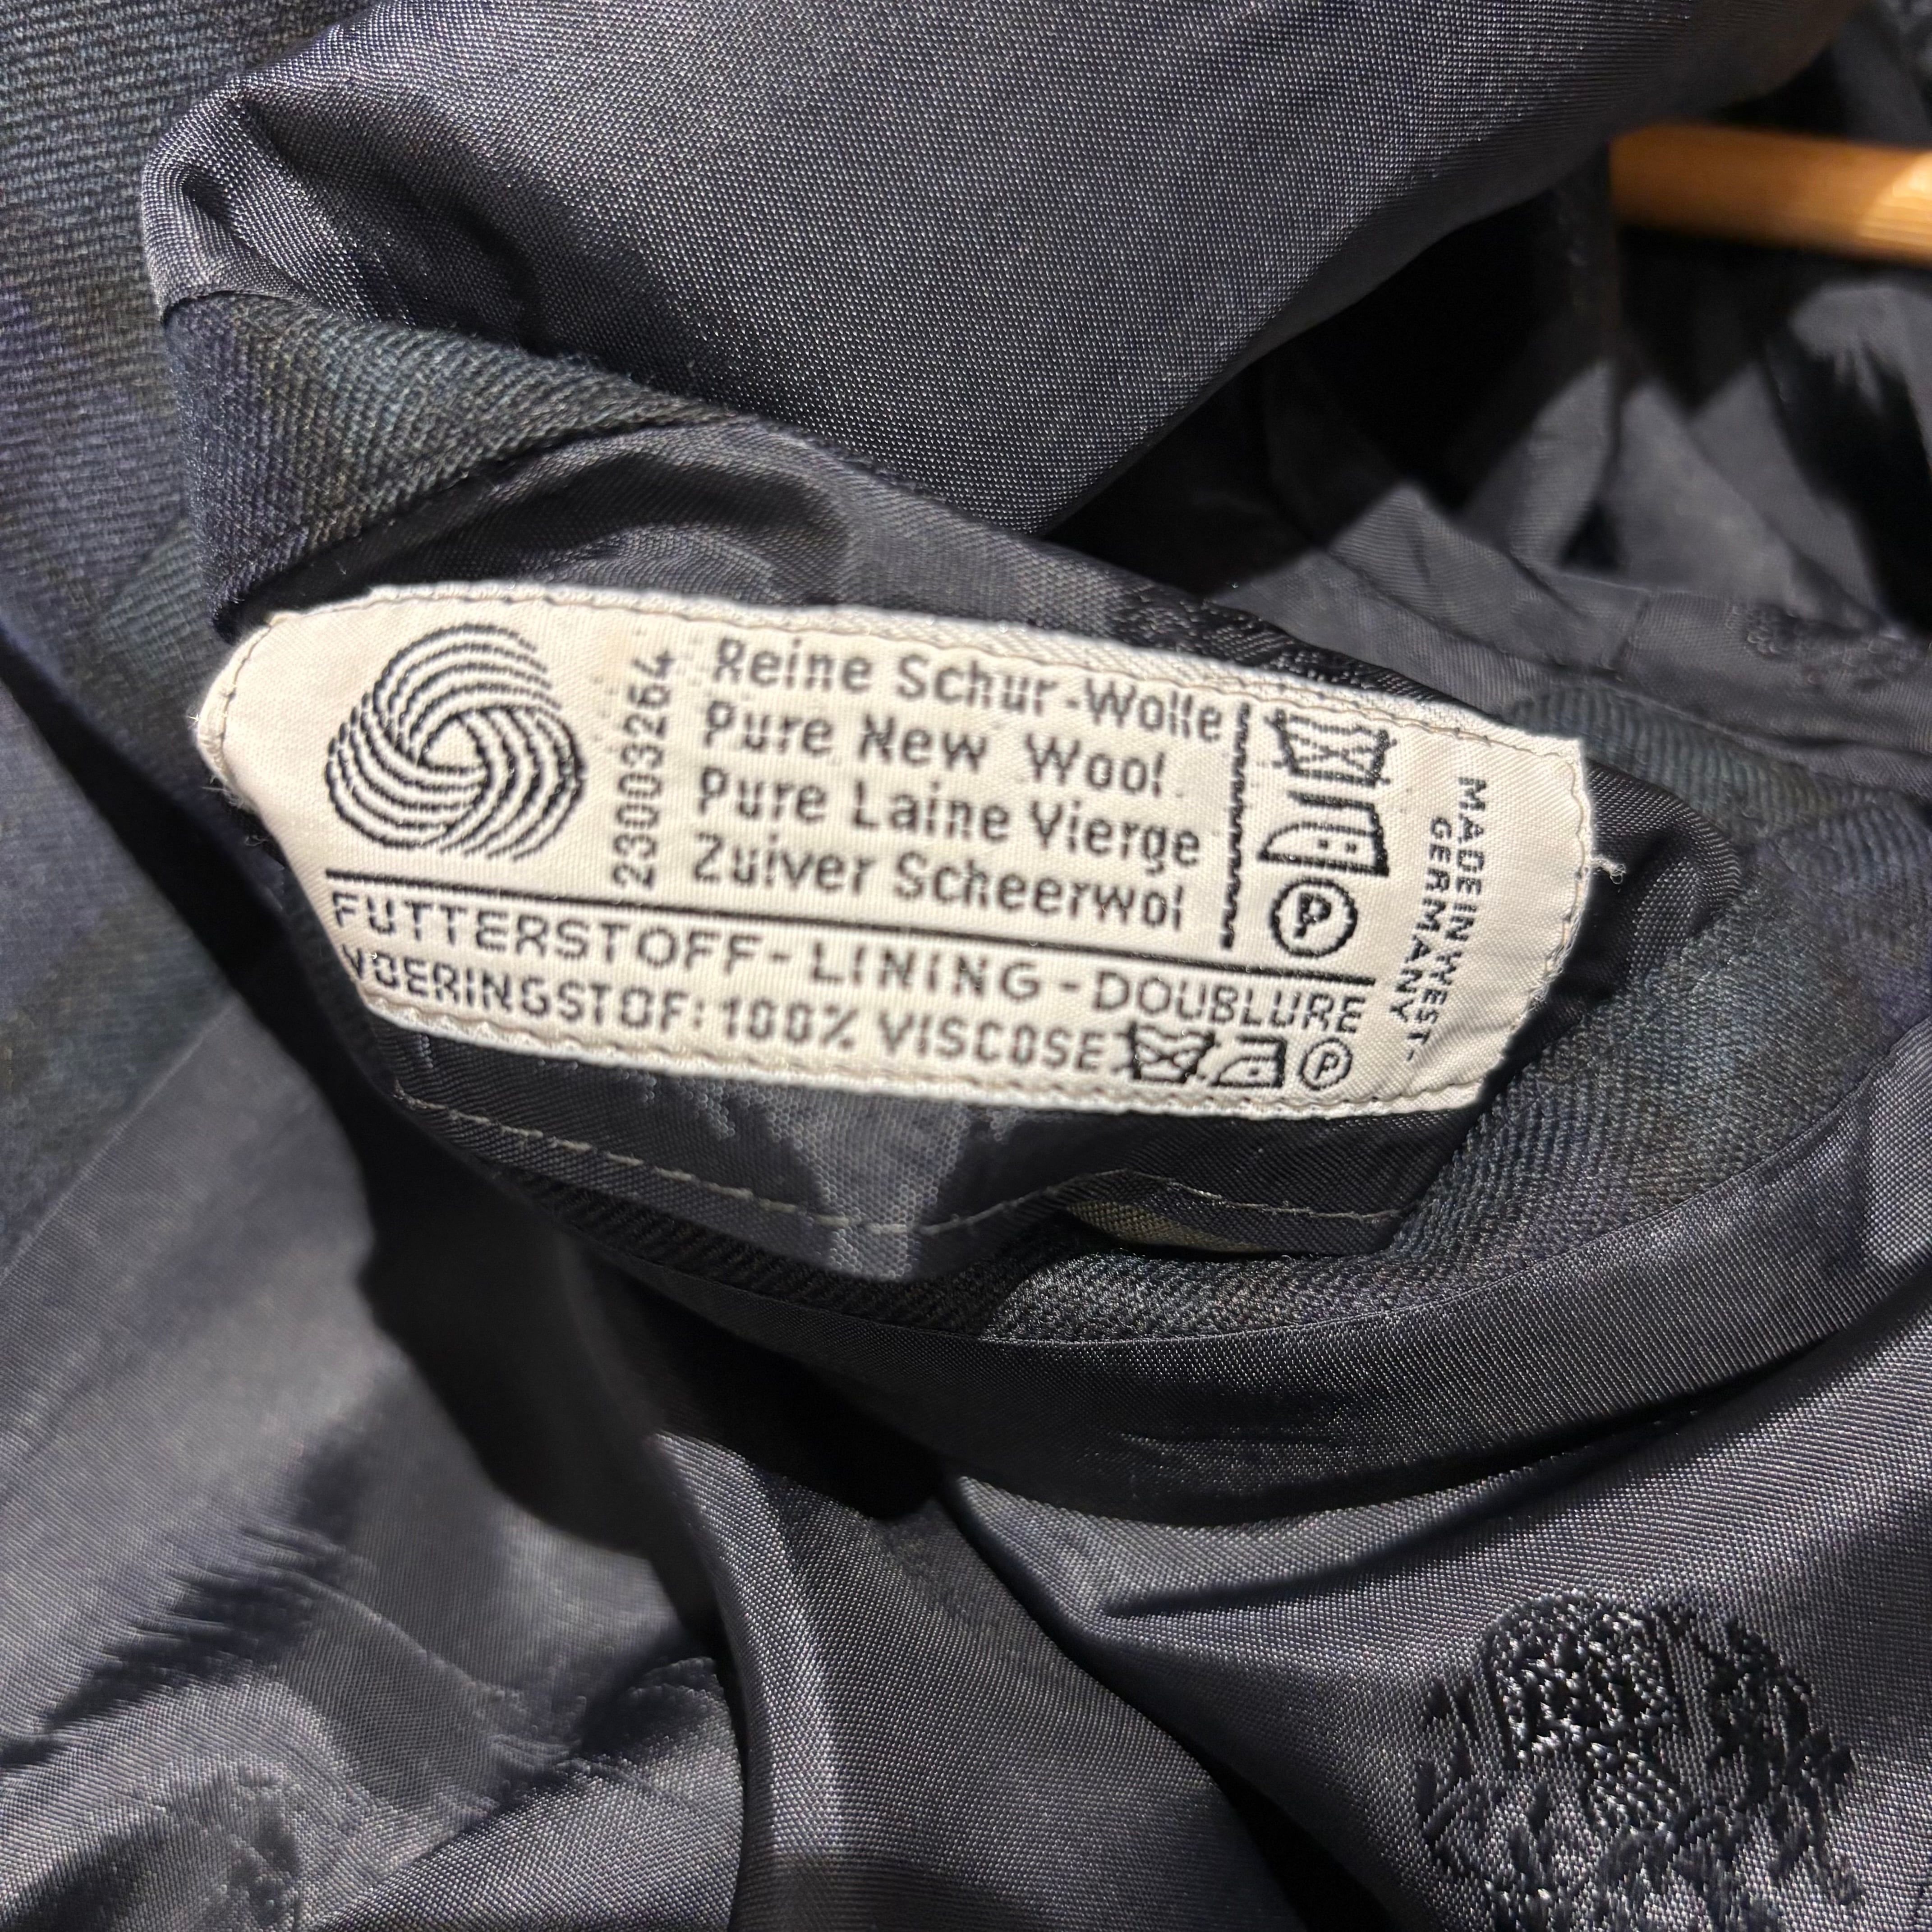 23003264
Reine Schur-Wolle
Pure New Wool
Pure Laine Vierge
Zuiver Scheerwol
P
FUTTERSTOFF-LINING-DOUBLURE
VOERINGSTOF: 100% VISCOSE
P
MADE IN WEST-
GERMANY